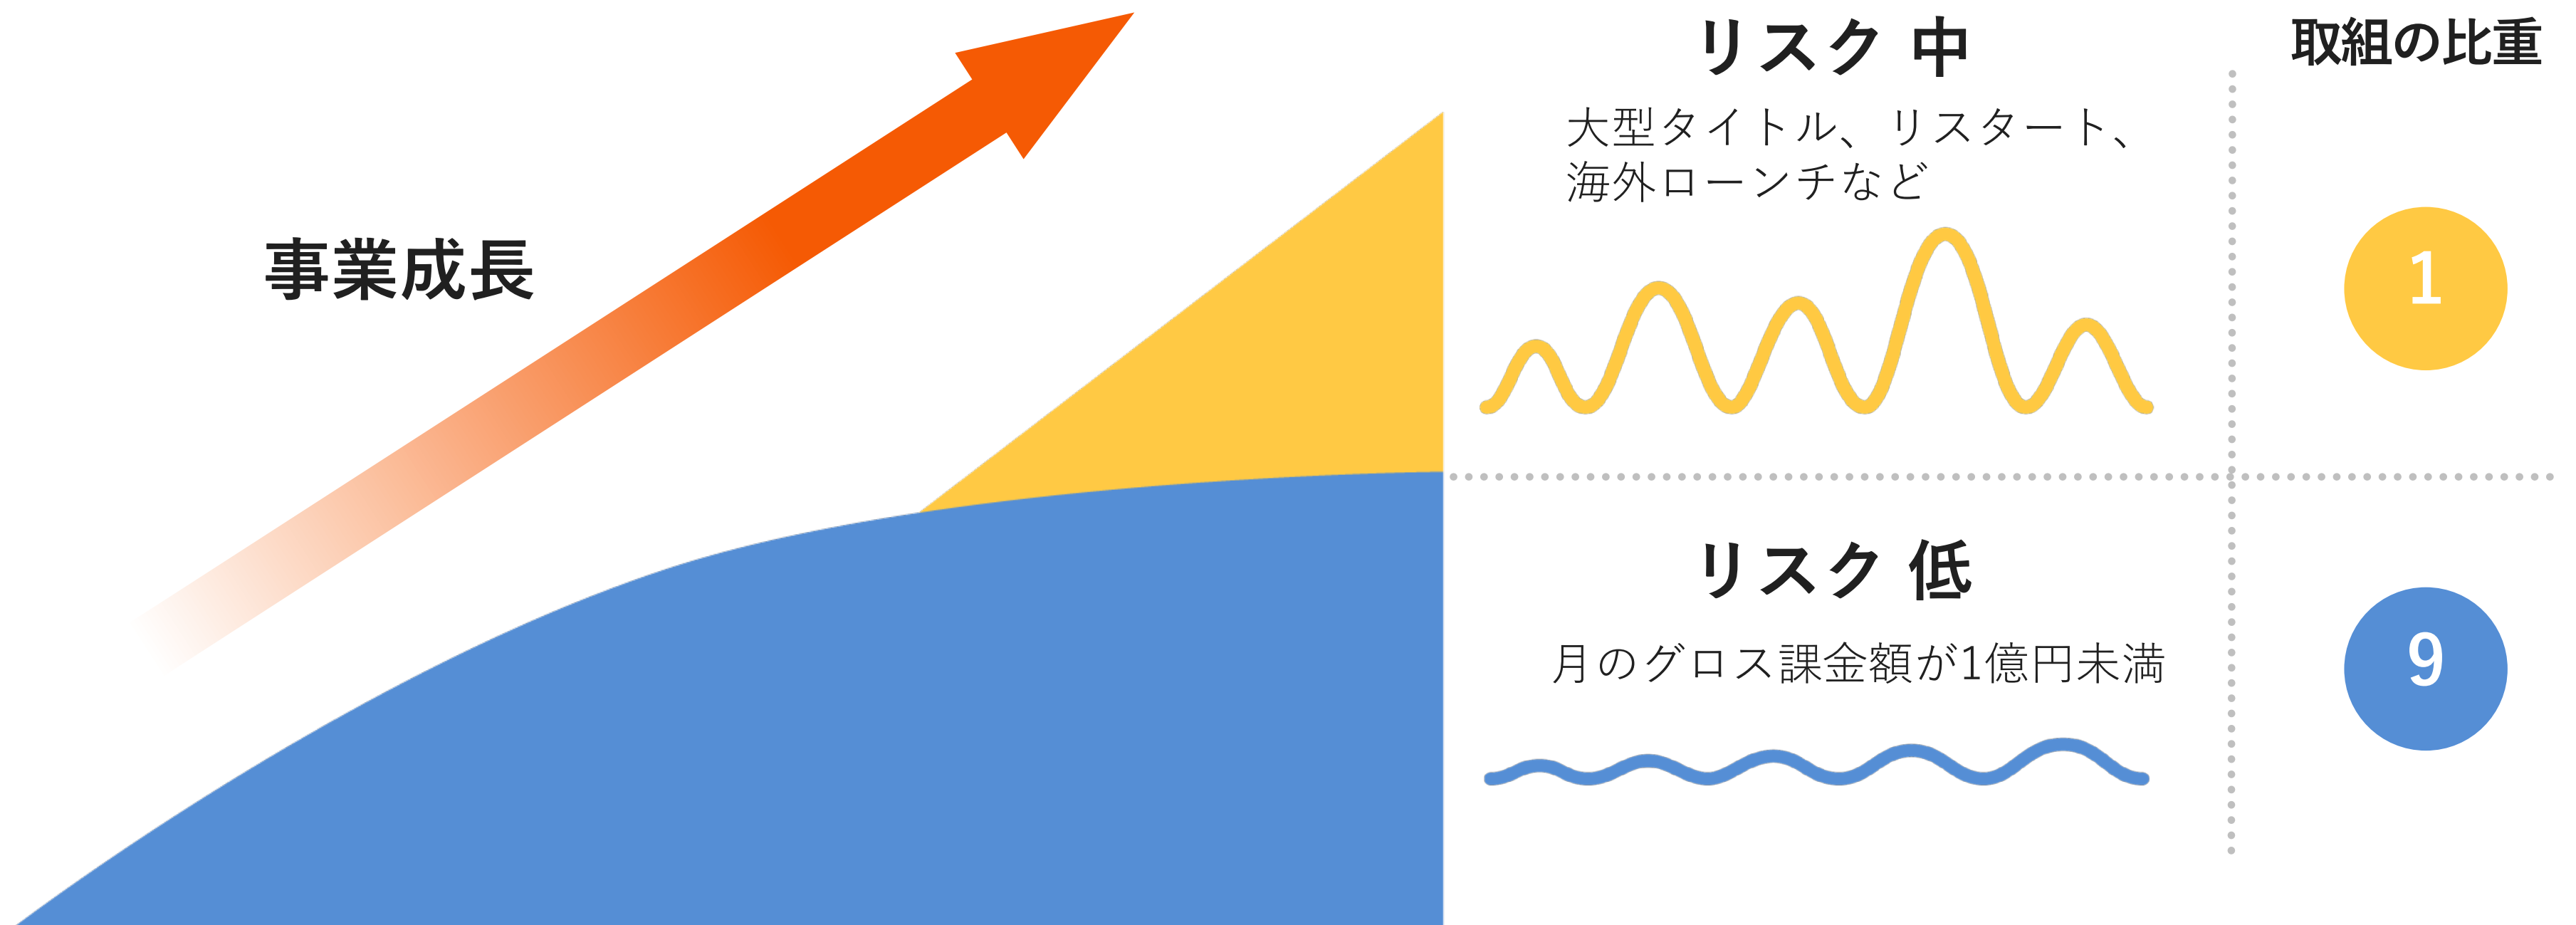 事業成長
リスク 中
大型タイトル、リスタート、
海外ローンチなど
取組の比重
1
リスク 低
月のグロス課金額が1億円未満
9